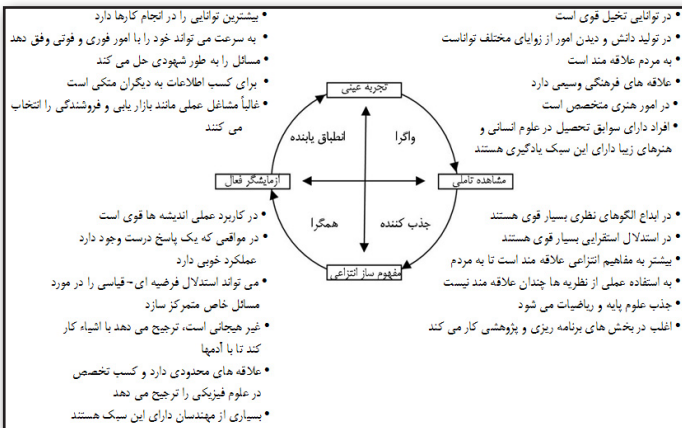 • در توانایی تخیل قوی است
• در تولید دانش و دیدن امور از زوایای مختلف تواناست
• به مردم علاقه مند است
• علاقه های فرهنگی وسیعی دارد
• در امور هنری متخصص است
• افراد دارای سوابق تحصیل در علوم انسانی و
هنرهای زیبا دارای این سبک یادگیری هستند
• بیشترین توانایی را در انجام کارها دارد
• به سرعت می تواند خود را با امور فوری و فوتی وفق دهد
• مسائل را به طور شهودی حل می کند
• برای کسب اطلاعات به دیگران متکی است
• غالباً مشاغل عملی مانند بازار یابی و فروشندگی را انتخاب
می کنند
تجربه عینی
واگرا
انطباق یابنده
مشاهده تاملی
ازمایشگر فعال
جذب کننده
همگرا
مفهوم ساز انتزاعی
• در ابداع الگوهای نظری بسیار قوی هستند
• در استدلال استقرایی بسیار قوی هستند
• بیشتر به مفاهیم انتزاعی علاقه مند است تا به مردم
• به استفاده عملی از نظریه ها چندان علاقه مند نیست
• جذب علوم پایه و ریاضیات می شود
• اغلب در بخش های برنامه ریزی و پژوهشی کار می کند
• در کاربرد عملی اندیشه ها قوی است
• در مواقعی که یک پاسخ درست وجود دارد
عملکرد خوبی دارد
• می تواند استدلال فرضیه ای-قیاسی را در مورد
مسائل خاص متمرکز سازد
• غیر هیجانی است، ترجیح می دهد با اشیاء کار
کند تا با آدمها
• علاقه های محدودی دارد و کسب تخصص
در علوم فیزیکی را ترجیح می دهد
• بسیاری از مهندسان دارای این سبک هستند